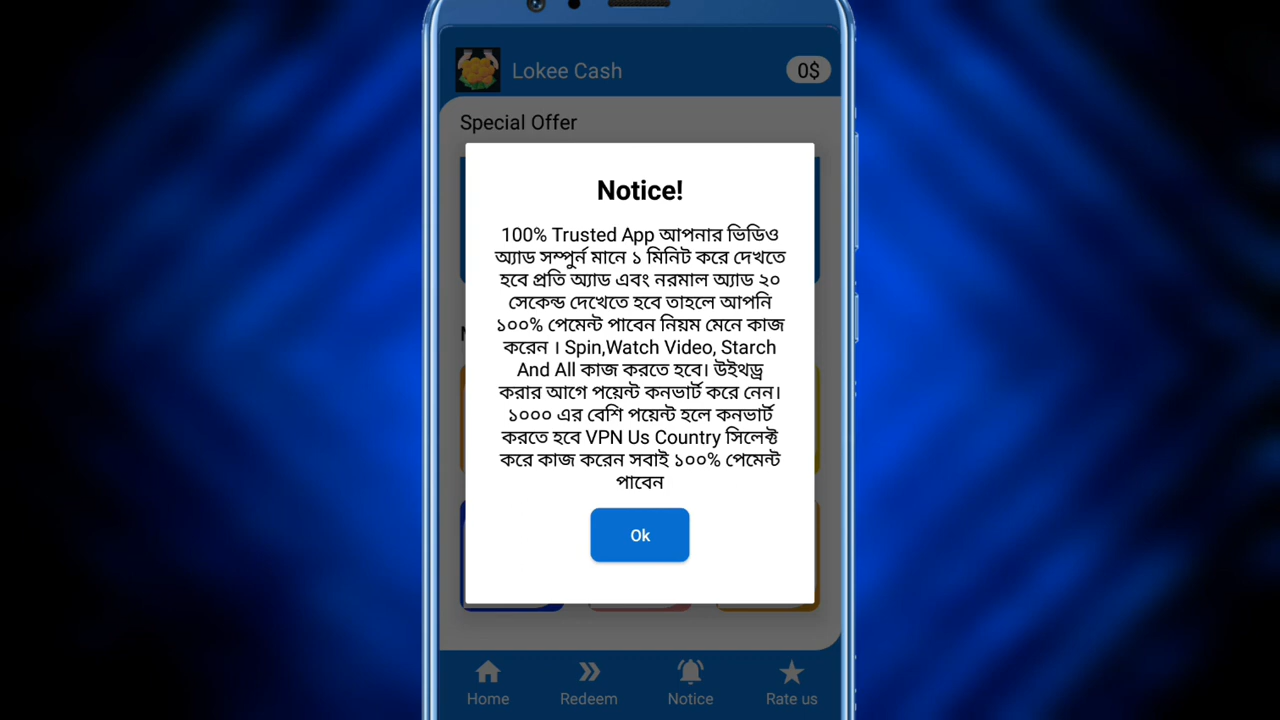 Lokee Cash
0$
Special Offer
Notice!
100% Trusted App আপনার ভিডিও
অ্যাড সম্পুর্ন মানে ১ মিনিট করে দেখতে
হবে প্রতি অ্যাড এবং নরমাল অ্যাড ২০
সেকেন্ড দেখেতে হবে তাহলে আপনি
১০০% পেমেন্ট পাবেন নিয়ম মেনে কাজ
করেন । Spin,Watch Video, Starch
And All কাজ করতে হবে। উইথড্র
করার আগে পয়েন্ট কনভার্ট করে নেন।
১০০০ এর বেশি পয়েন্ট হলে কনভার্ট
করতে হবে VPN Us Country সিলেক্ট
করে কাজ করেন সবাই ১০০% পেমেন্ট
পাবেন
Ok
Home
Redeem
Notice
Rate us